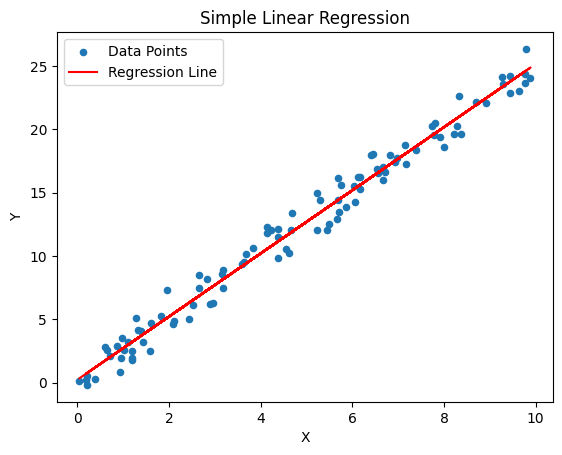 Simple Linear Regression
Data Points
Regression Line
25
20
15
10
5
0
Y
0 2 4 6 8 10
X